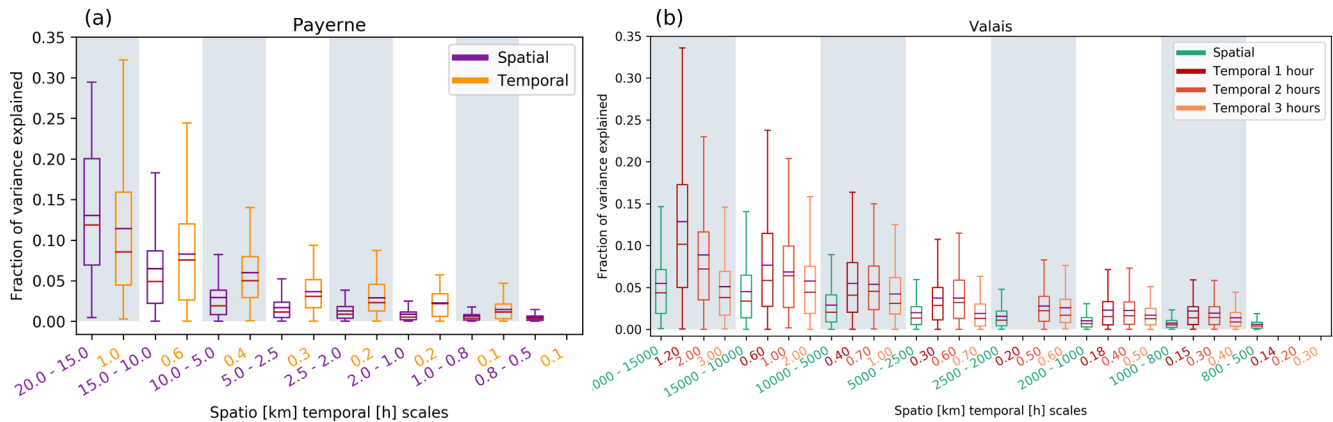 (a)
Payerne
Fraction of variance explained
0.35
0.30
0.25
0.20
0.15
0.10
0.05
0.00
Spatial
Temporal
20.0 - 15.0
1.0
15.0 - 10.0
0.6
10.0 - 5.0
0.4
5.0 - 2.5
0.3
2.5 - 2.0
0.2
2.0 - 1.0
0.2
1.0 - 0.8
0.1
0.8 - 0.5
0.1
Spatio [km] temporal [h] scales
(b)
Valais
Fraction of variance explained
0.35
0.30
0.25
0.20
0.15
0.10
0.05
0.00
Spatial
Temporal 1 hour
Temporal 2 hours
Temporal 3 hours
000 - 15000
1.20
2.00
3.00
15000 - 10000
0.60
1.00
2.00
10000 - 5000
0.40
0.70
1.00
5000 - 2500
0.30
0.60
0.70
2500 - 2000
0.20
0.50
0.60
2000 - 1000
0.18
0.40
0.50
1000 - 800
0.15
0.30
0.40
800 - 500
0.14
0.20
0.30
Spatio [km] temporal [h] scales